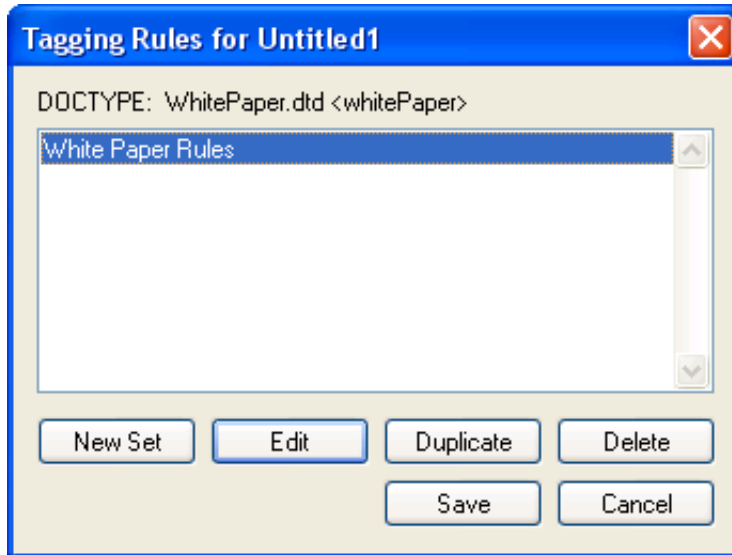 Tagging Rules for Untitled1
DOCTYPE: WhitePaper.dtd <whitePaper>
White Paper Rules
New Set Edit Duplicate Delete
Save Cancel